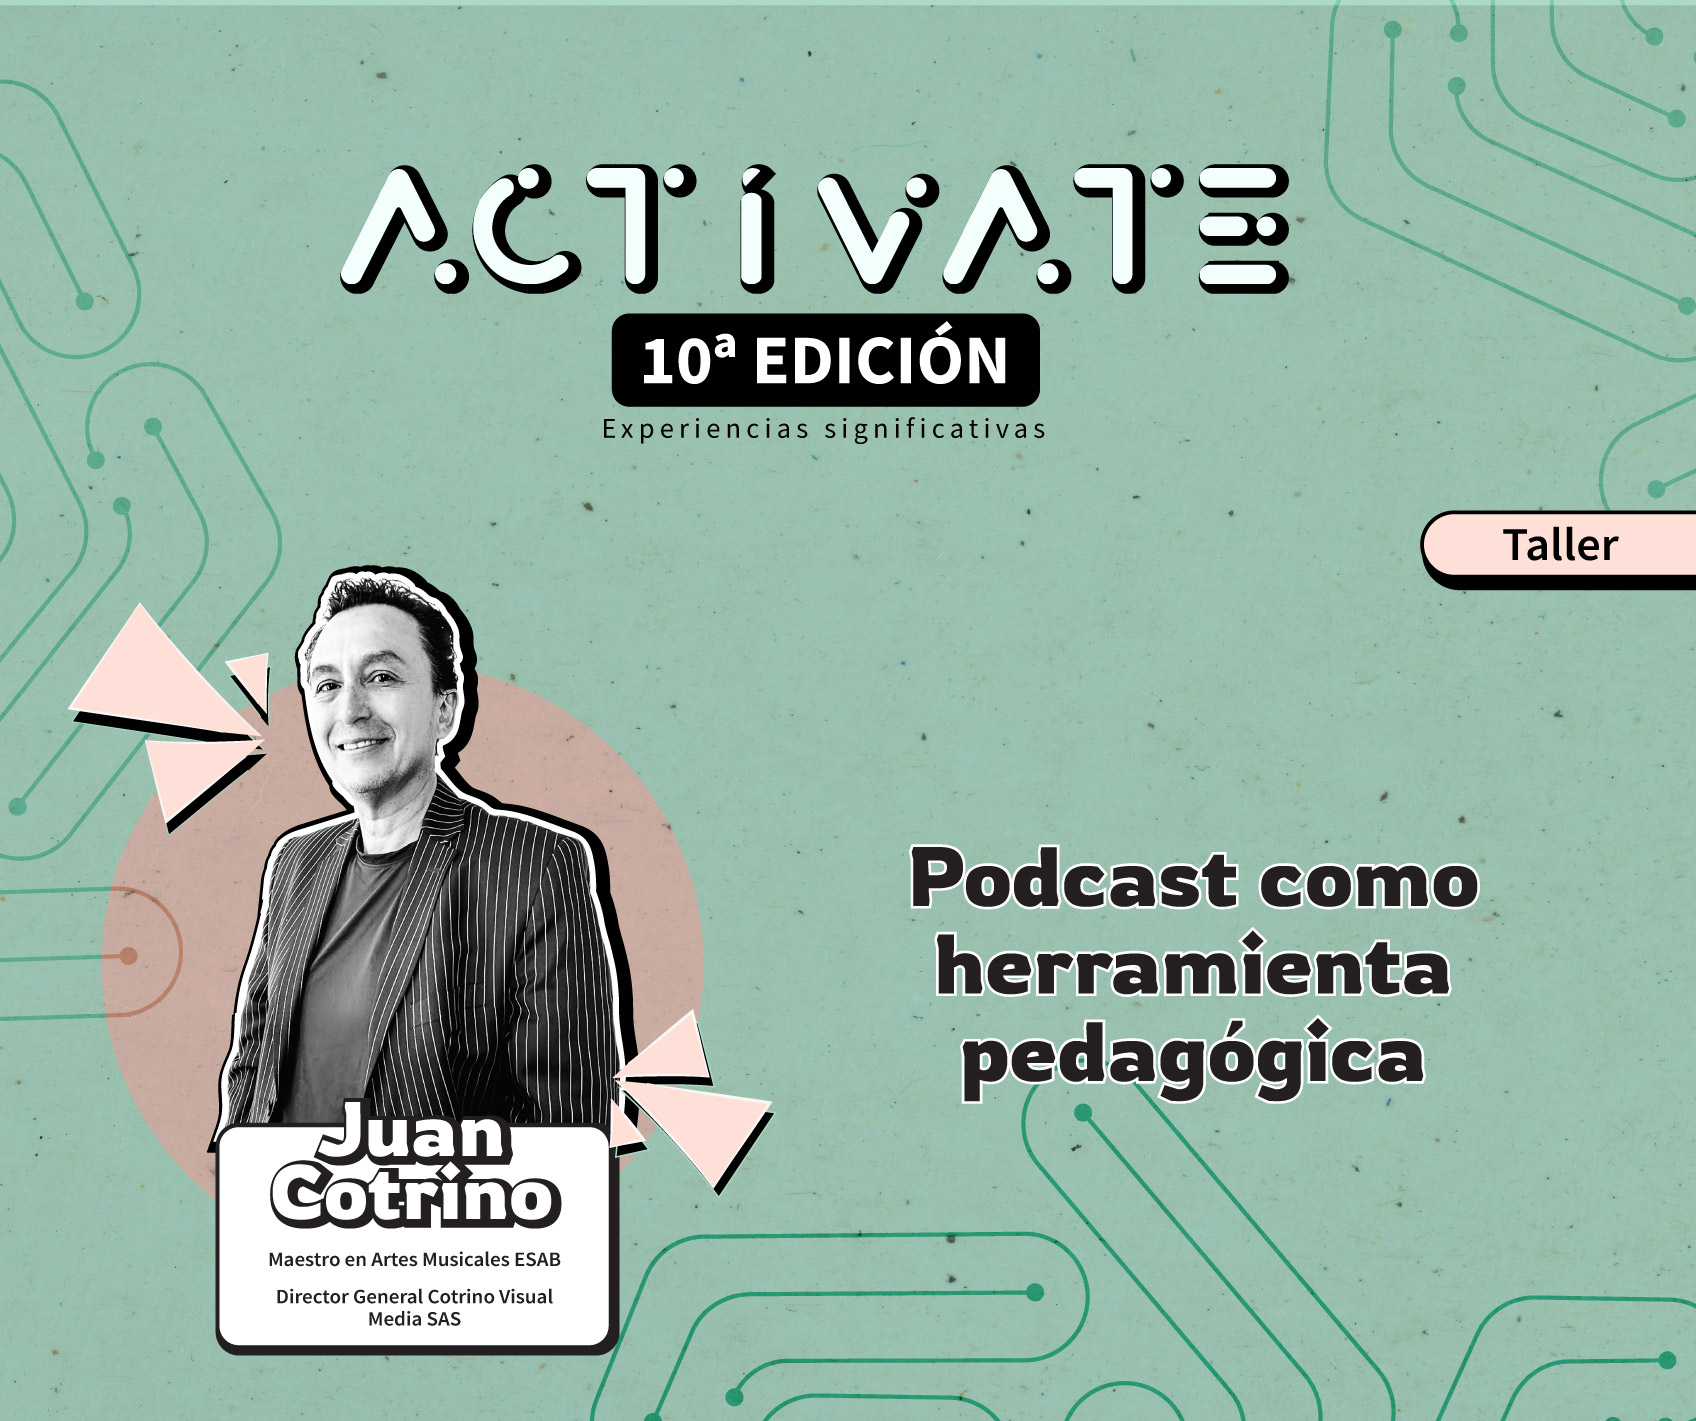 ACTÍVATE
10ª EDICIÓN
Experiencias significativas
Taller
Podcast como
herramienta
pedagógica
Juan
Cotrino
Maestro en Artes Musicales ESAB
Director General Cotrino Visual
Media SAS